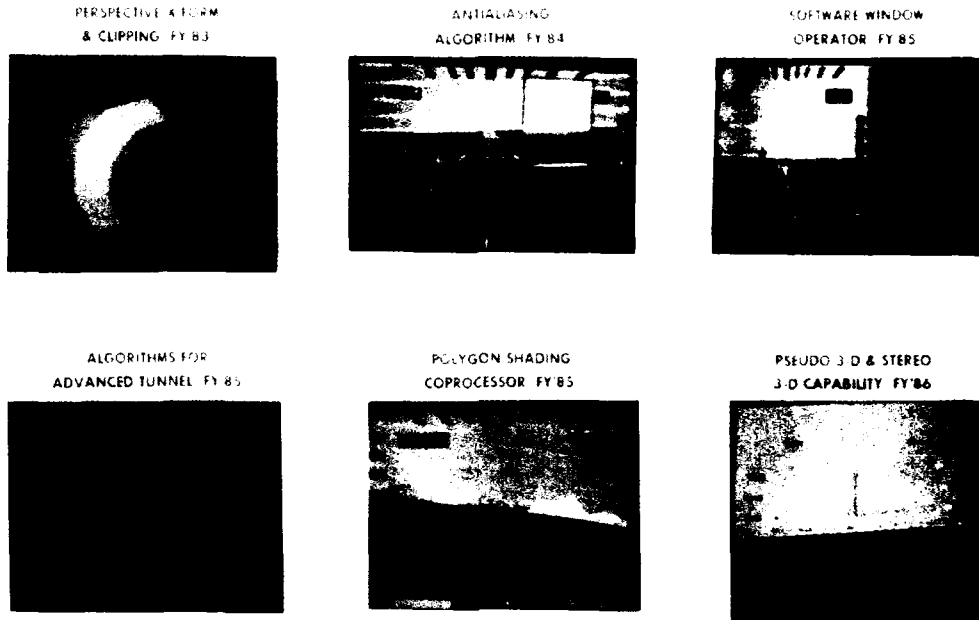 PERSPECTIVE X FORM
& CLIPPING FY 83
ANTIALIASING
ALGORITHM FY 84
SOFTWARE WINDOW
OPERATOR FY 85
ALGORITHMS FOR
ADVANCED TUNNEL FY 85
POLYGON SHADING
COPROCESSOR FY'85
PSEUDO 3-D & STEREO
3-D CAPABILITY FY'86